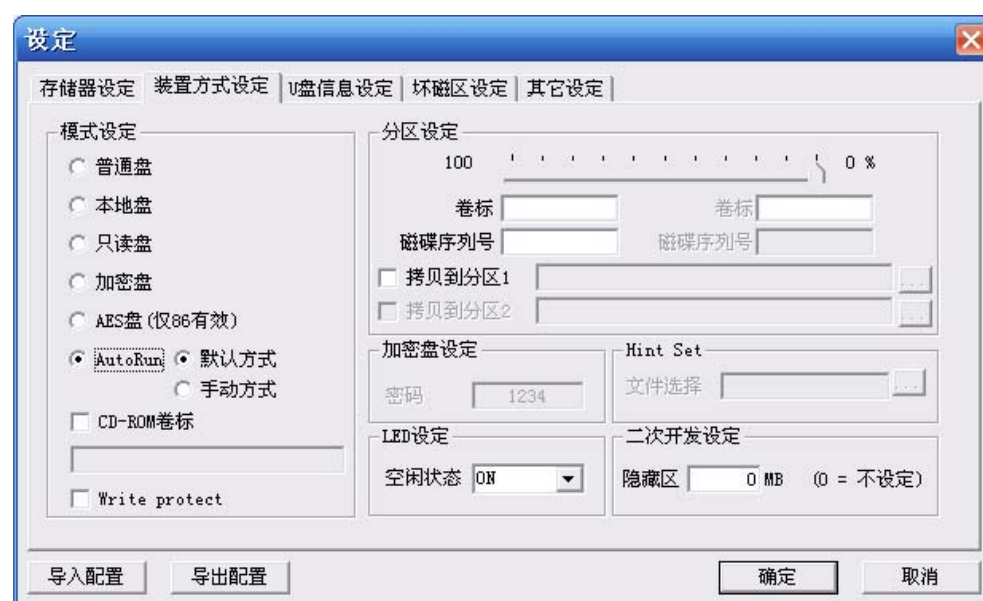 设定
存储器设定 装置方式设定 U盘信息设定 坏磁区设定 其它设定
模式设定
普通盘
本地盘
只读盘
加密盘
AES盘(仅86有效)
AutoRun 默认方式
手动方式
CD-ROM卷标
Write protect
分区设定
100 0 %
卷标 卷标
磁碟序列号 磁碟序列号
拷贝到分区1 ...
拷贝到分区2 ...
加密盘设定
密码 1234
Hint Set
文件选择 ...
LED设定
空闲状态 ON
二次开发设定
隐藏区 0 MB (0 = 不设定)
导入配置 导出配置 确定 取消